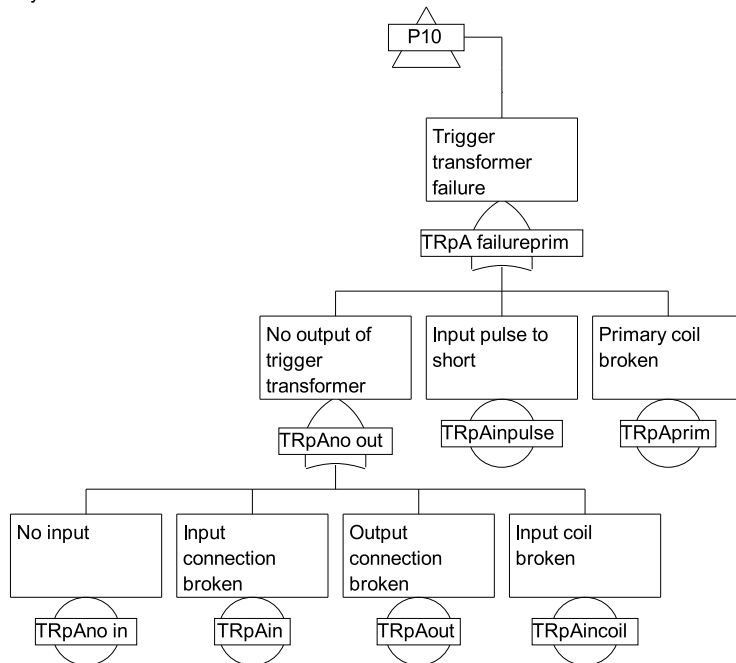 P10
Trigger
transformer
failure
TRpA failureprim
No output of
trigger
transformer
TRpAno out
Input pulse to
short
TRpAinpulse
Primary coil
broken
TRpAprim
No input
TRpAno in
Input
connection
broken
TRpAin
Output
connection
broken
TRpAout
Input coil
broken
TRpAincoil